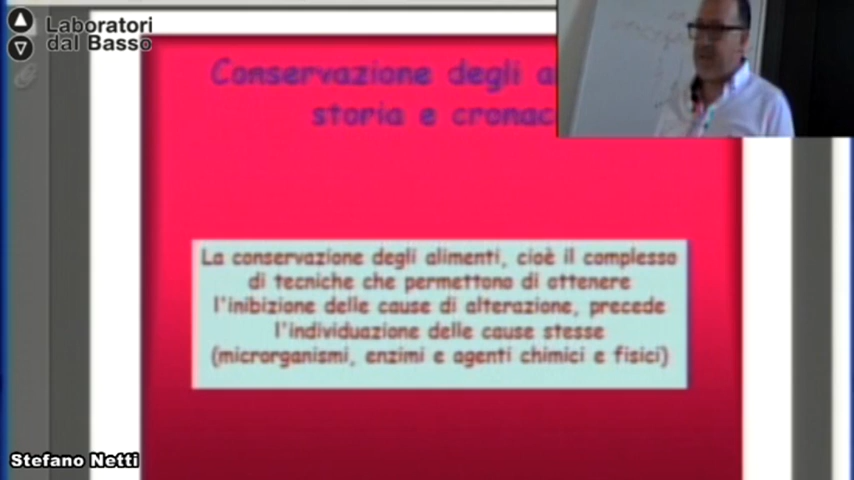 Laboratori
dal Basso
Conservazione degli
storia e
La conservazione degli alimenti, cioè il complesso
di tecniche che permettono di ottenere
l'inibizione delle cause di alterazione, precede
l'individuazione delle cause stesse
(microrganismi, enzimi e agenti chimici e fisici)
Stefano Netti